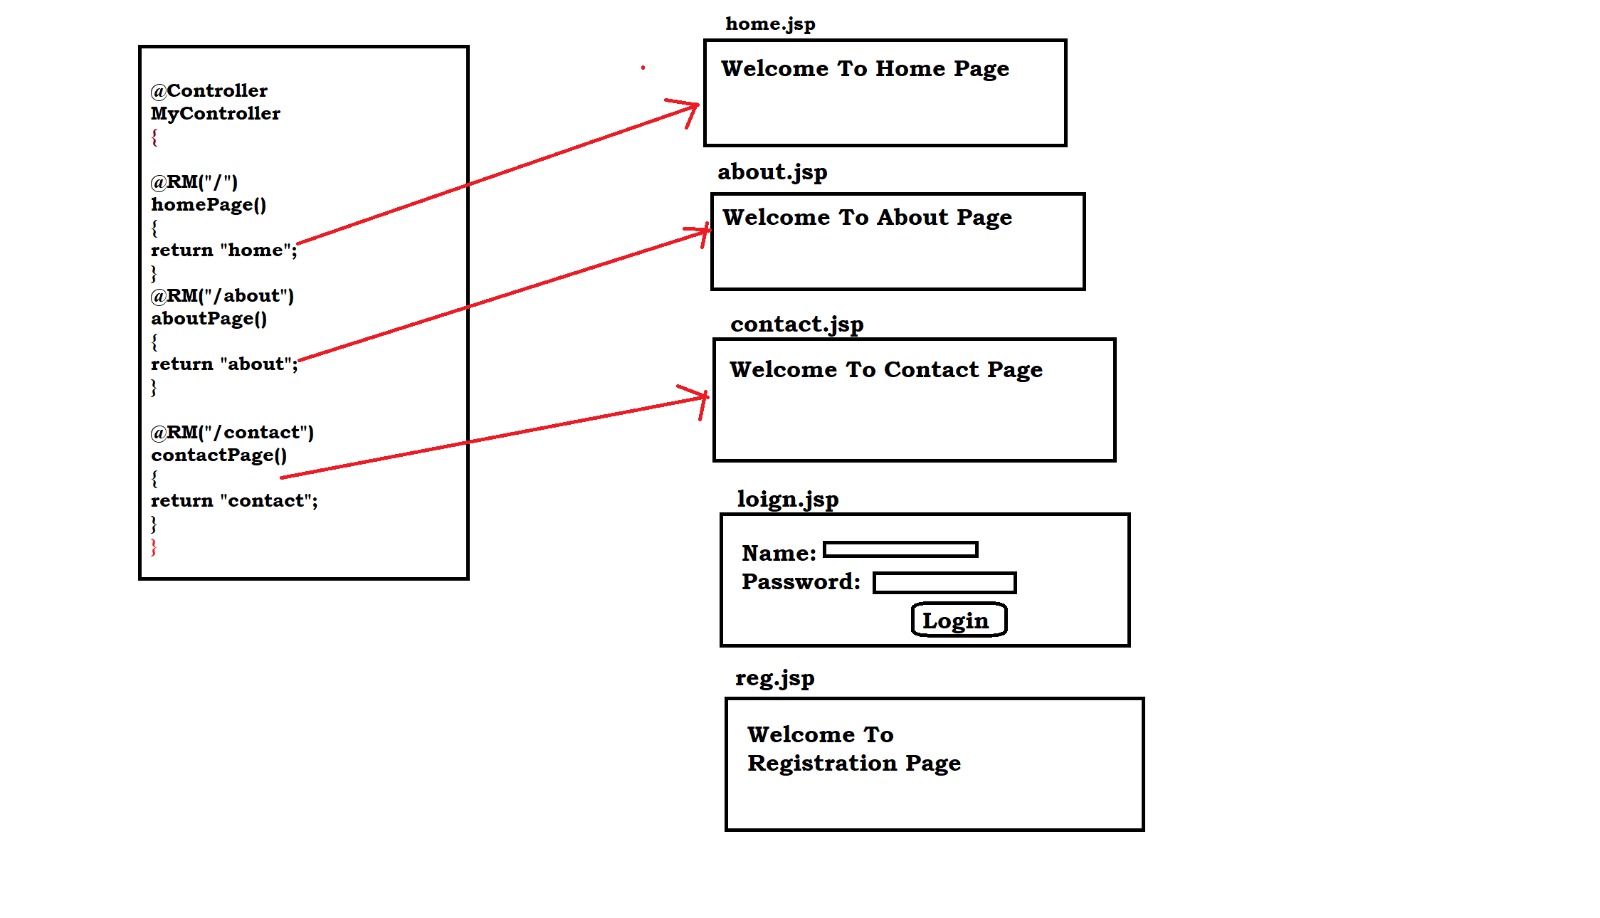 @Controller
MyController
{
@RM("/")
homePage()
{
return "home";
}
@RM("/about")
aboutPage()
{
return "about";
}
@RM("/contact")
contactPage()
{
return "contact";
}
}
home.jsp
Welcome To Home Page
about.jsp
Welcome To About Page
contact.jsp
Welcome To Contact Page
loign.jsp
Name:
Password:
Login
reg.jsp
Welcome To
Registration Page